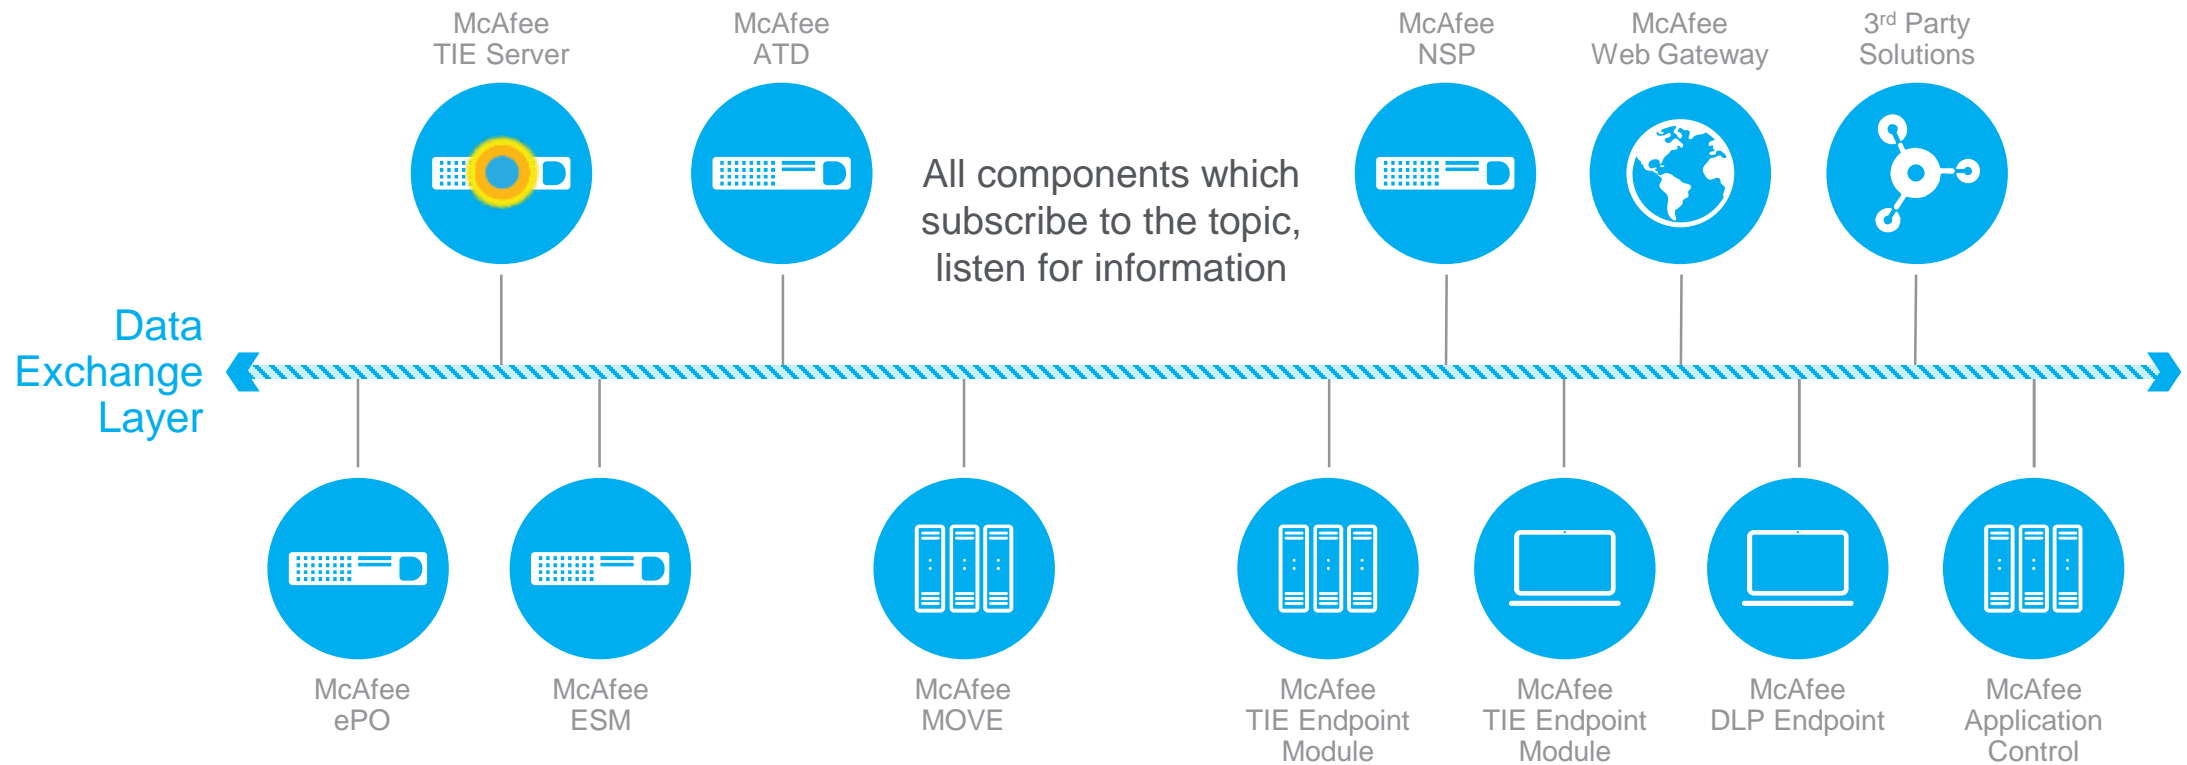 McAfee
TIE Server
McAfee
ATD
McAfee
NSP
McAfee
Web Gateway
3rd Party
Solutions
All components which
subscribe to the topic,
listen for information
Data
Exchange
Layer
McAfee
ePO
McAfee
ESM
McAfee
MOVE
McAfee
TIE Endpoint
Module
McAfee
TIE Endpoint
Module
McAfee
DLP Endpoint
McAfee
Application
Control